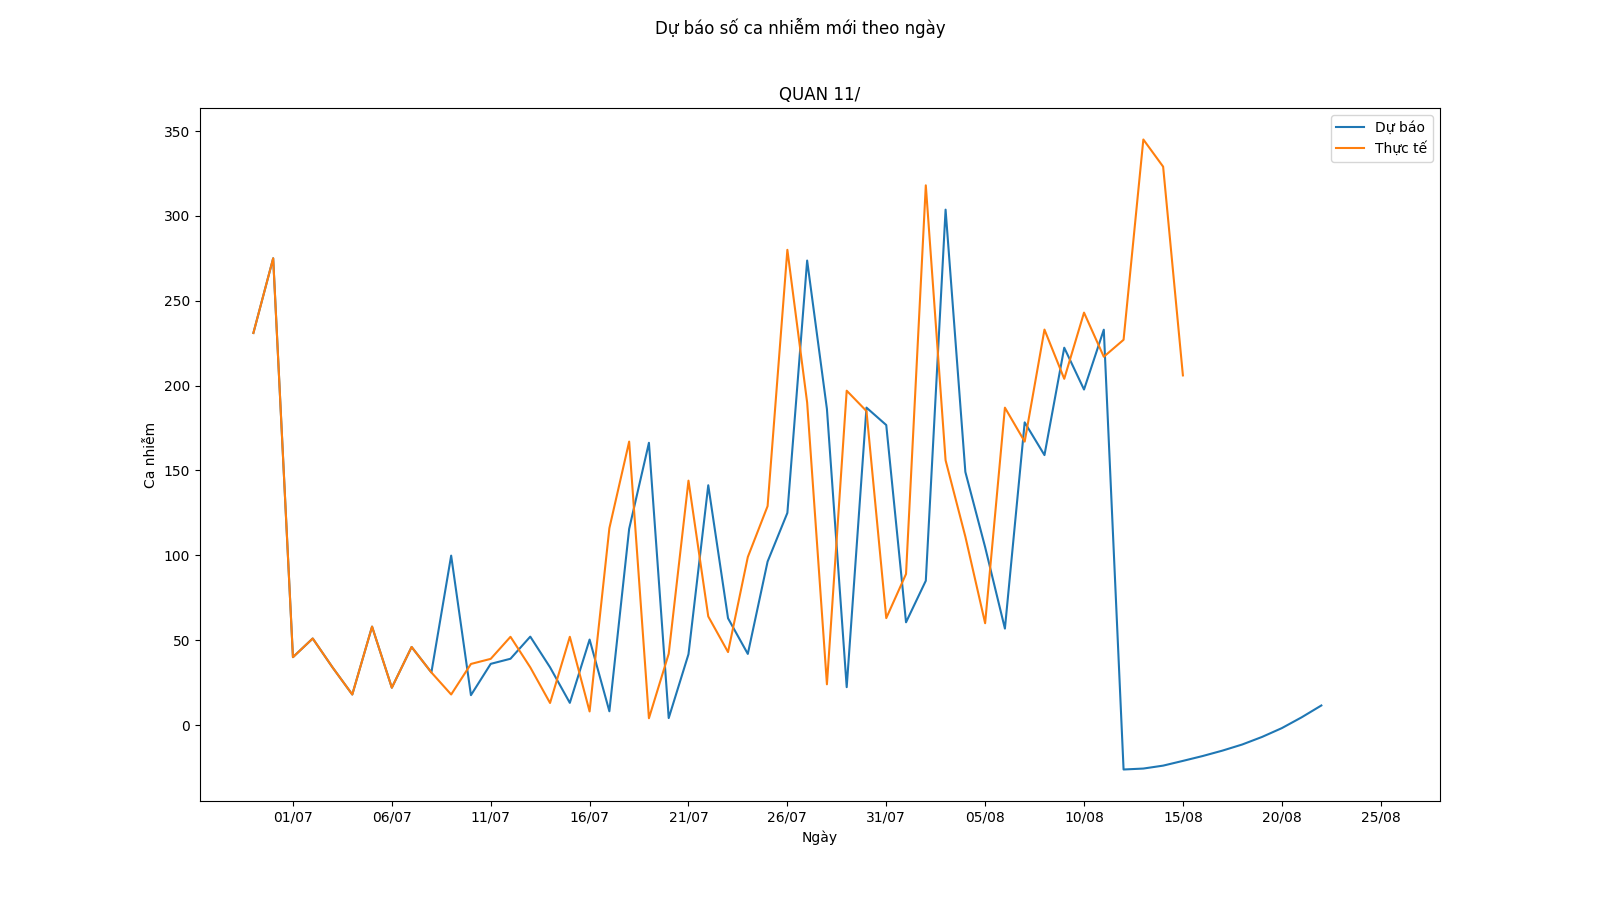 Dự báo số ca nhiễm mới theo ngày
QUAN 11/
Dự báo
Thực tế
350
300
250
200
150
100
50
0
Ca nhiễm
01/07 06/07 11/07 16/07 21/07 26/07 31/07 05/08 10/08 15/08 20/08 25/08
Ngày